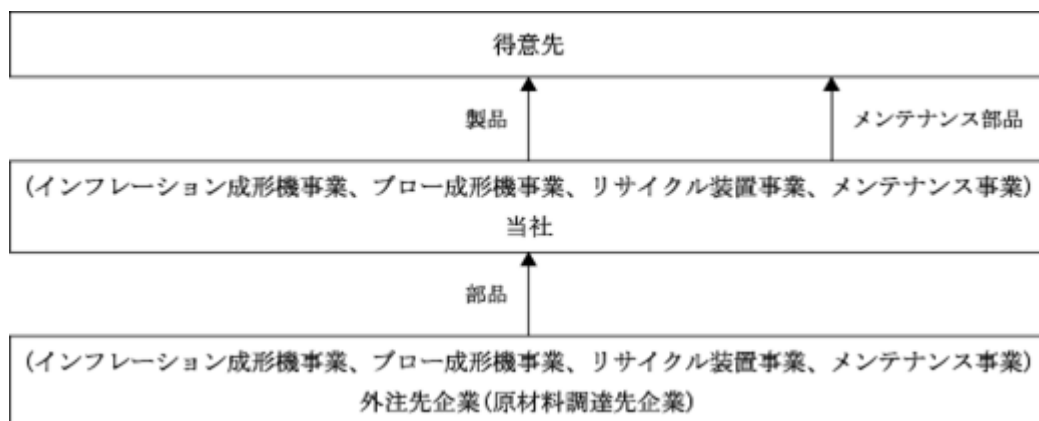 得意先
製品
メンテナンス部品
(インフレーション成形機事業、ブロー成形機事業、リサイクル装置事業、メンテナンス事業)
当社
部品
(インフレーション成形機事業、ブロー成形機事業、リサイクル装置事業、メンテナンス事業)
外注先企業(原材料調達先企業)